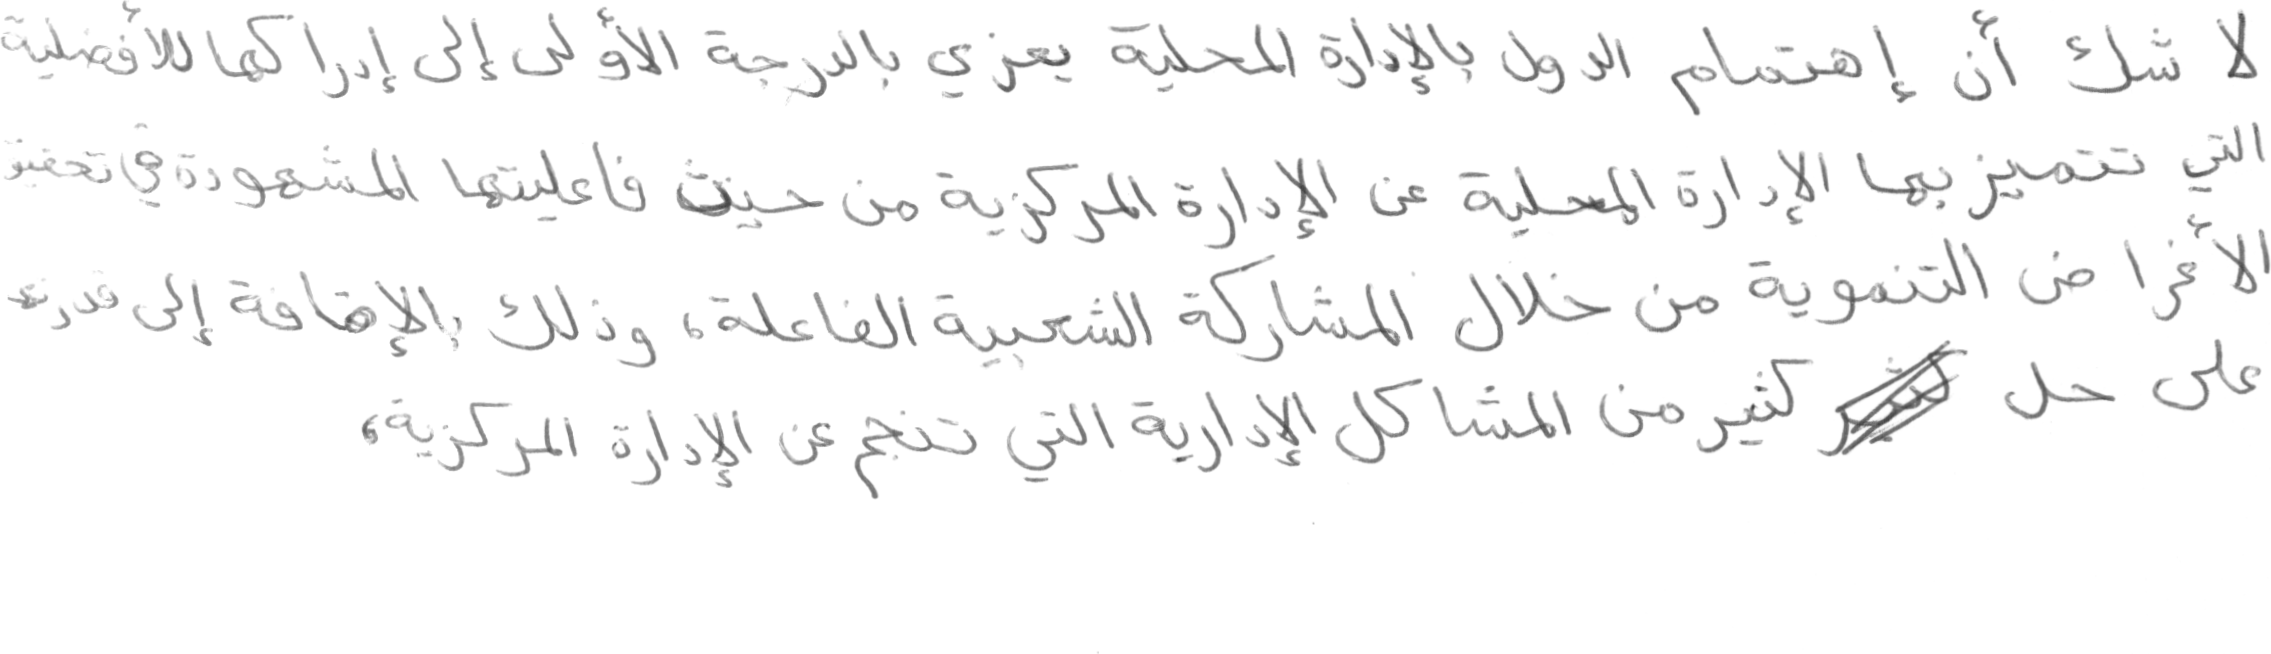 لا شك أن إهتمام الدول بالإدارة المحلية يعزي بالدرجة الأولى إلى إدراكها للأفضلية
التي تتميز بها الإدارة المحلية عن الإدارة المركزية من حيث فاعليتها المشهودة في تحقيق
الأغراض التنموية من خلال المشاركة الشعبية الفاعلة، وذلك بالإضافة إلى
على حل كثير من المشاكل الإدارية التي تنجم عن الإدارة المركزية،